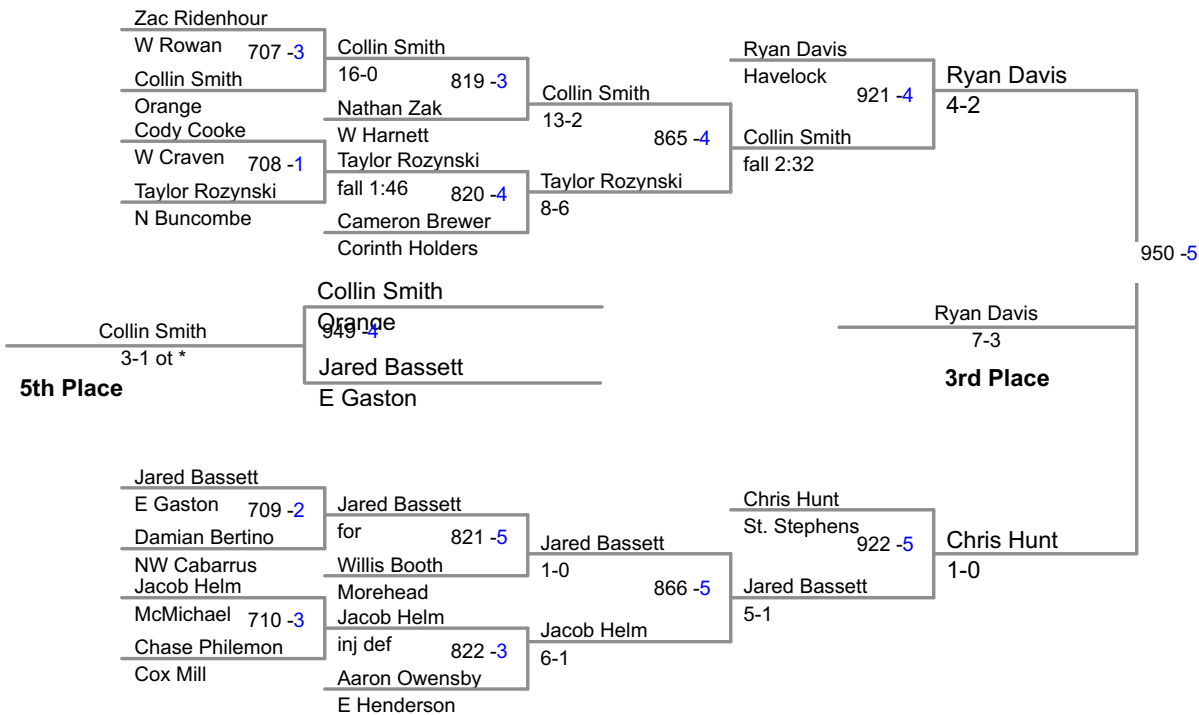 Zac Ridenhour
W Rowan
707 -3
Collin Smith
Orange
Cody Cooke
W Craven
708 -1
Taylor Rozynski
N Buncombe
Collin Smith
16-0
819 -3
Nathan Zak
W Harnett
Taylor Rozynski
fall 1:46
820 -4
Cameron Brewer
Corinth Holders
Collin Smith
13-2
865 -4
Taylor Rozynski
8-6
Ryan Davis
Havelock
921 -4
Collin Smith
fall 2:32
Ryan Davis
4-2
950 -5
Collin Smith
Orange
949 -4
Jared Bassett
E Gaston
Collin Smith
3-1 ot *
5th Place
Ryan Davis
7-3
3rd Place
Jared Bassett
E Gaston
709 -2
Damian Bertino
NW Cabarrus
Jacob Helm
McMichael
710 -3
Chase Philemon
Cox Mill
Jared Bassett
for
821 -5
Willis Booth
Morehead
Jacob Helm
inj def
822 -3
Aaron Owensby
E Henderson
Jared Bassett
1-0
866 -5
Jacob Helm
6-1
Chris Hunt
St. Stephens
922 -5
Jared Bassett
5-1
Chris Hunt
1-0